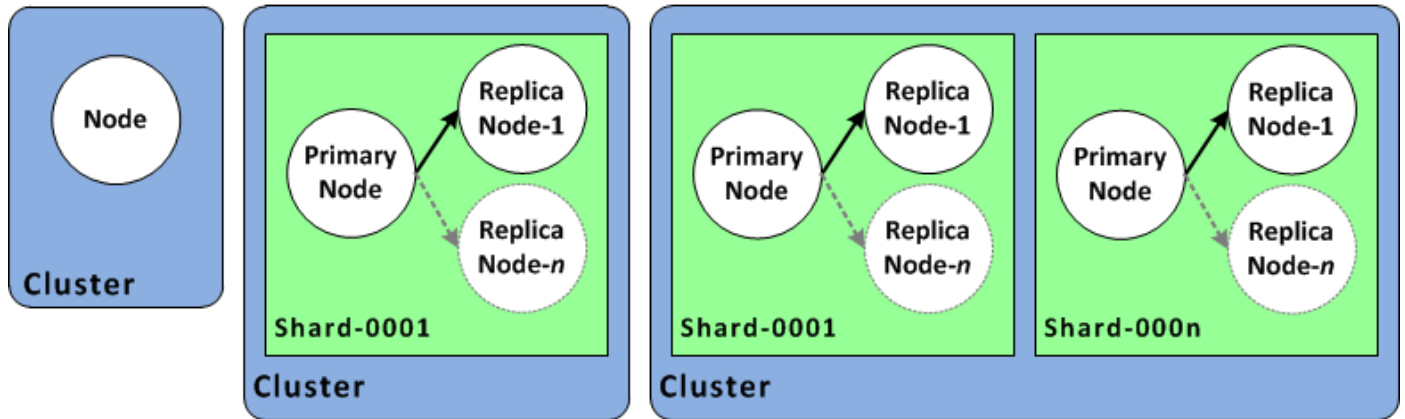 Node
Cluster
Replica
Node-1
Primary
Node
Replica
Node-n
Shard-0001
Cluster
Replica
Node-1
Primary
Node
Replica
Node-n
Shard-0001
Replica
Node-1
Primary
Node
Replica
Node-n
Shard-000n
Cluster